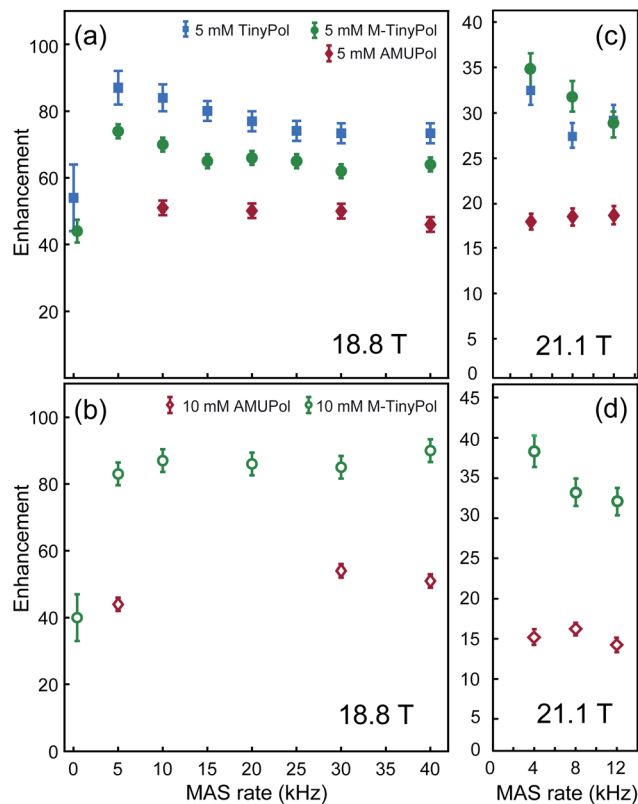 (a)
5 mM TinyPol
5 mM M-TinyPol
5 mM AMUPol
Enhancement
100
80
60
40
20
18.8 T
(c)
40
35
30
25
20
15
10
5
0
21.1 T
(b)
10 mM AMUPol
10 mM M-TinyPol
Enhancement
100
80
60
40
20
0
18.8 T
0 5 10 15 20 25 30 35 40
MAS rate (kHz)
(d)
45
40
35
30
25
20
15
10
5
0
21.1 T
0 4 8 12
MAS rate (kHz)